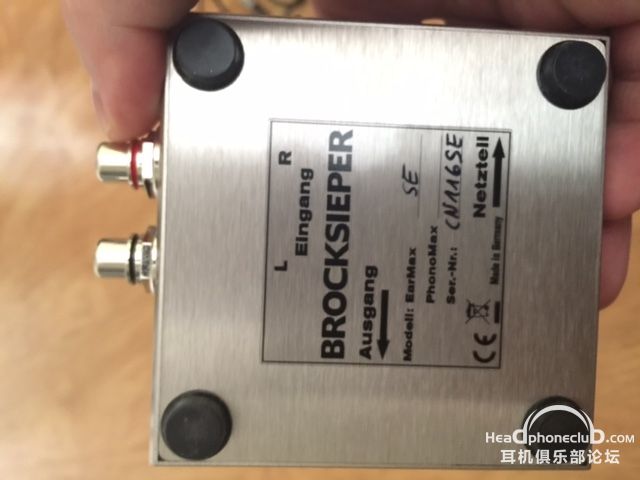 L R
Eingang
BROCKSIEPER
Ausgang
Modell: EarMax SE
PhonoMax
Ser.-Nr.: CN116SE
Netzteil
CE Made in Germany
HeadphoneclUb.com
耳机俱乐部论坛